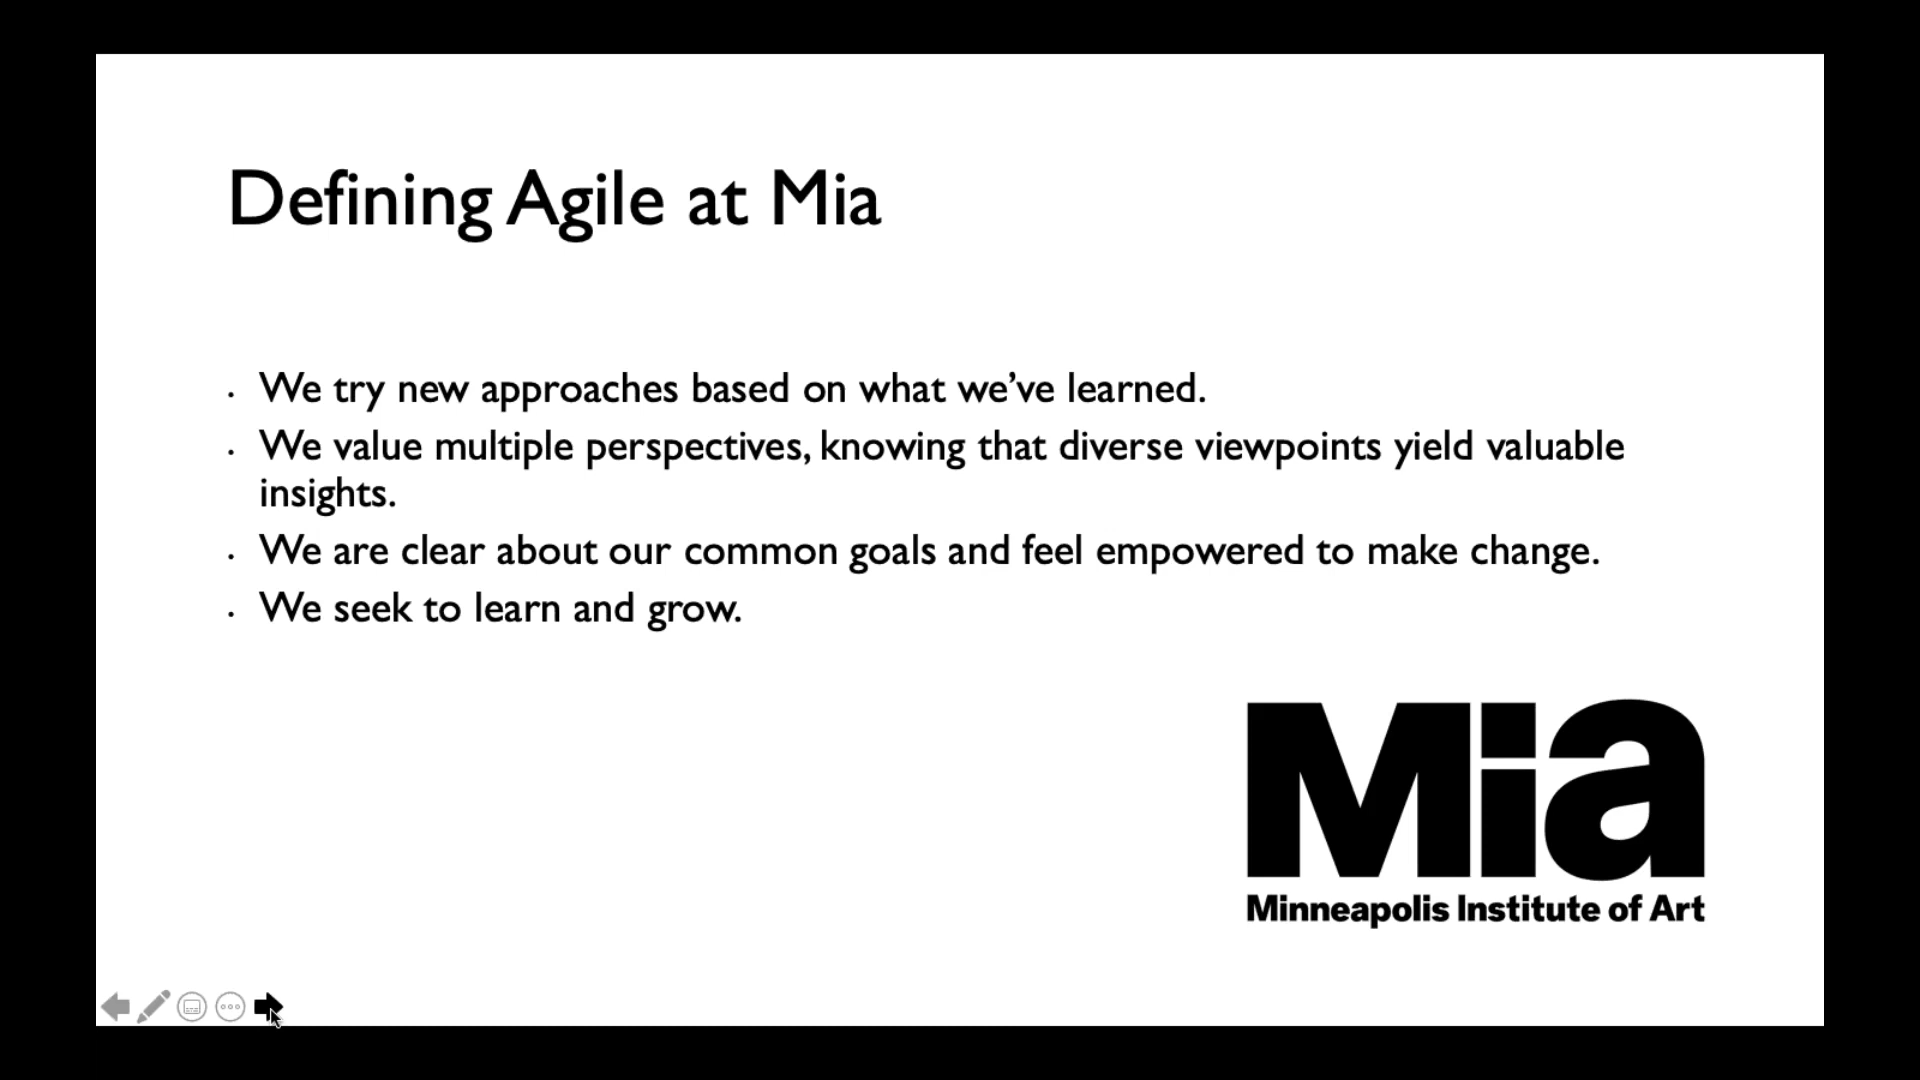 Defining Agile at Mia
• We try new approaches based on what we’ve learned.
• We value multiple perspectives, knowing that diverse viewpoints yield valuable
insights.
• We are clear about our common goals and feel empowered to make change.
• We seek to learn and grow.
Mia
Minneapolis Institute of Art